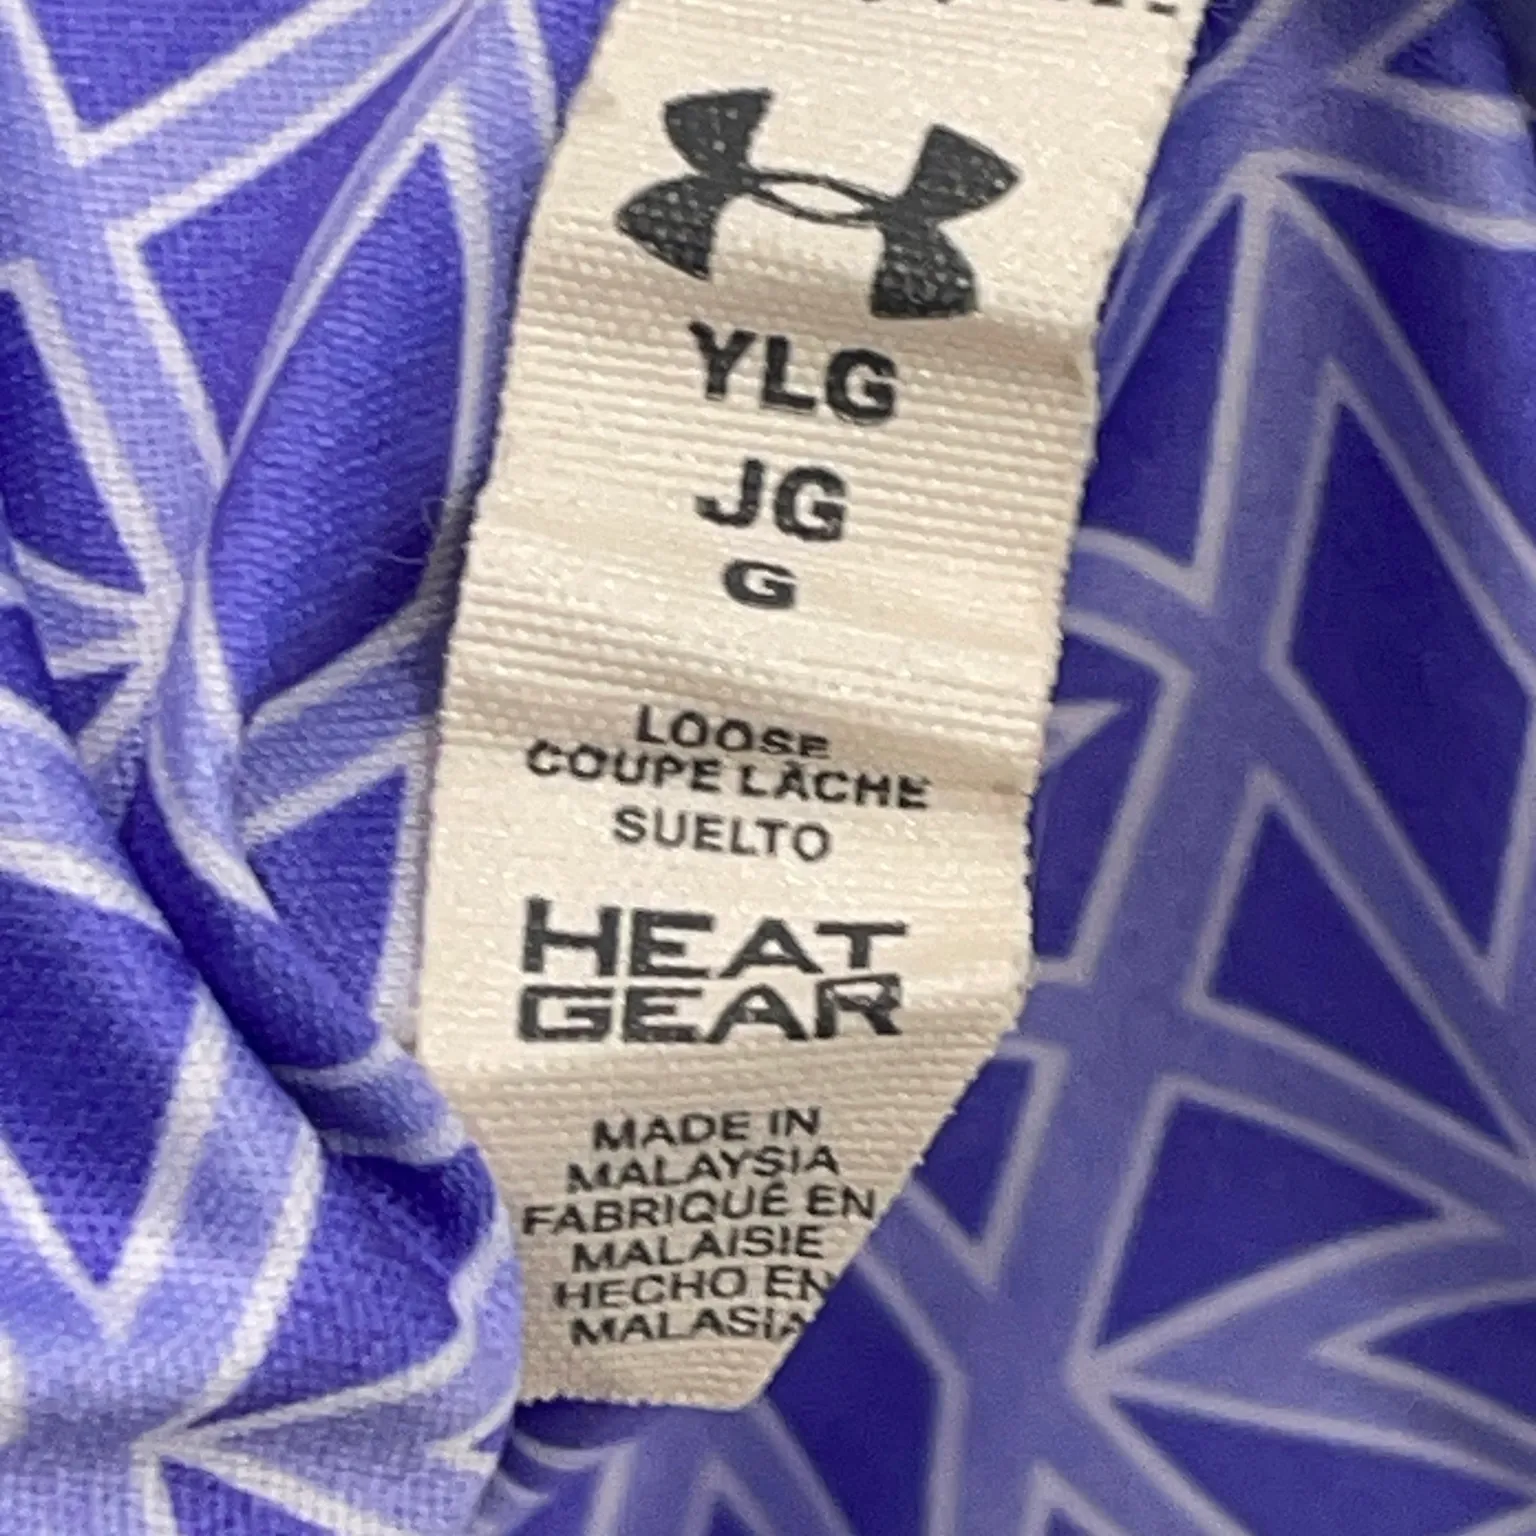 YLG
JG
G
LOOSE
COUPE LÂCHE
SUELTO
HEAT
GEAR
MADE IN
MALAYSIA
FABRIQUÉ EN
MALAISIE
HECHO EN
MALASIA